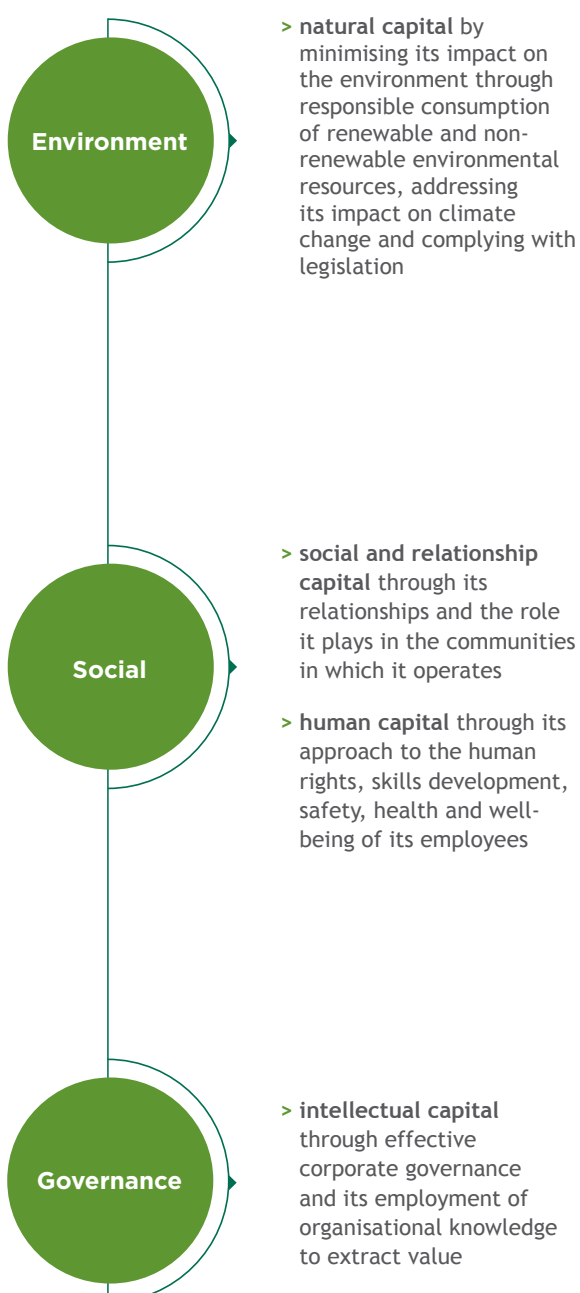 Environment
> natural capital by
minimising its impact on
the environment through
responsible consumption
of renewable and non-
renewable environmental
resources, addressing
its impact on climate
change and complying with
legislation
Social
> social and relationship
capital through its
relationships and the role
it plays in the communities
in which it operates
> human capital through its
approach to the human
rights, skills development,
safety, health and well-
being of its employees
Governance
> intellectual capital
through effective
corporate governance
and its employment of
organisational knowledge
to extract value